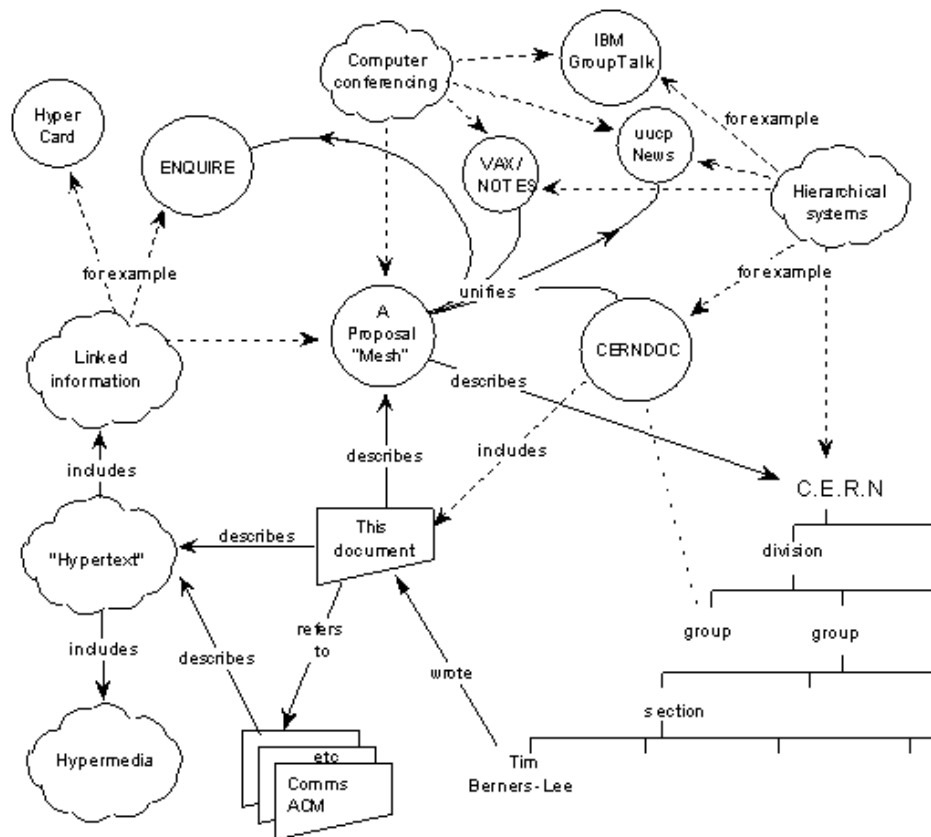 IBM
GroupTalk
Computer
conferencing
Hyper
Card
for example
uucp
News
ENQUIRE
VAX/
NOTES
Hierarchical
systems
for example
for example
unifies
A
Proposal
"Mesh"
CERNDOC
Linked
information
describes
includes
describes
includes
C.E.R.N
This
document
describes
"Hypertext"
division
refers
to
group
group
includes
describes
wrote
section
Hypermedia
etc
Comms
ACM
Tim
Berners-Lee